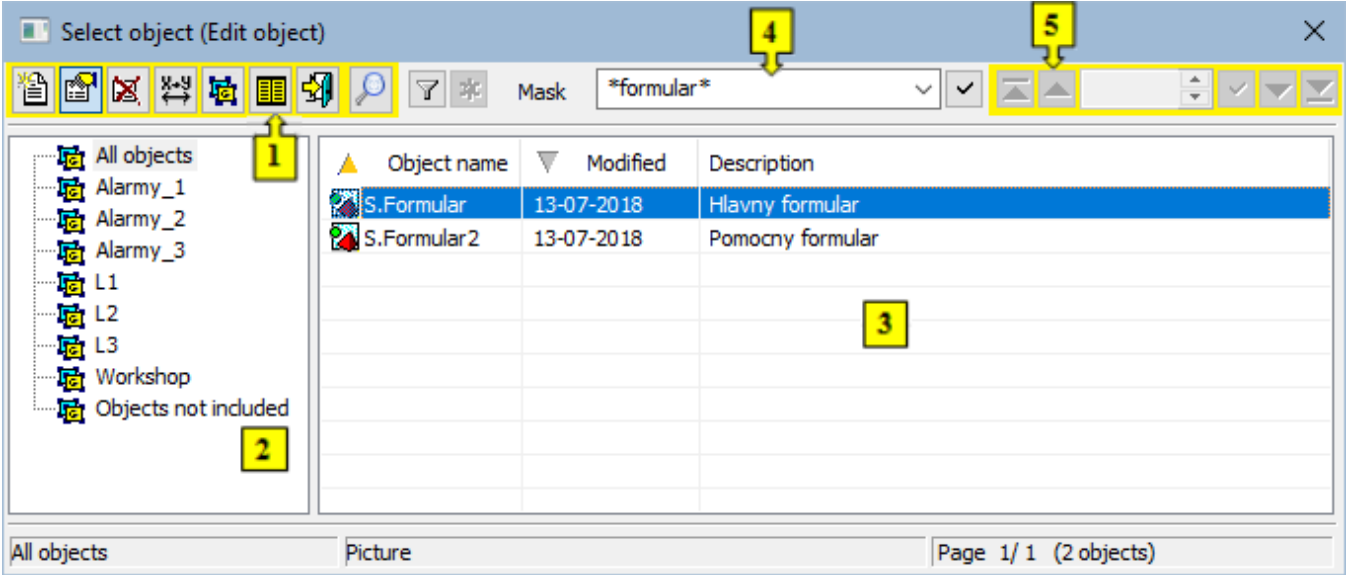 Select object (Edit object)
4
5
Mask *formular*
1
All objects
Alarmy_1
Alarmy_2
Alarmy_3
L1
L2
L3
Workshop
Objects not included
2
Object name Modified Description
S.Formular 13-07-2018 Hlavny formular
S.Formular2 13-07-2018 Pomocny formular
3
All objects Picture Page 1/ 1 (2 objects)